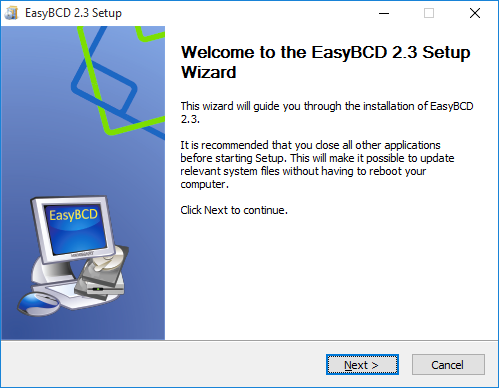 EasyBCD 2.3 Setup
Welcome to the EasyBCD 2.3 Setup
Wizard
This wizard will guide you through the installation of EasyBCD
2.3.
It is recommended that you close all other applications
before starting Setup. This will make it possible to update
relevant system files without having to reboot your
computer.
Click Next to continue.
EasyBCD
Next >
Cancel